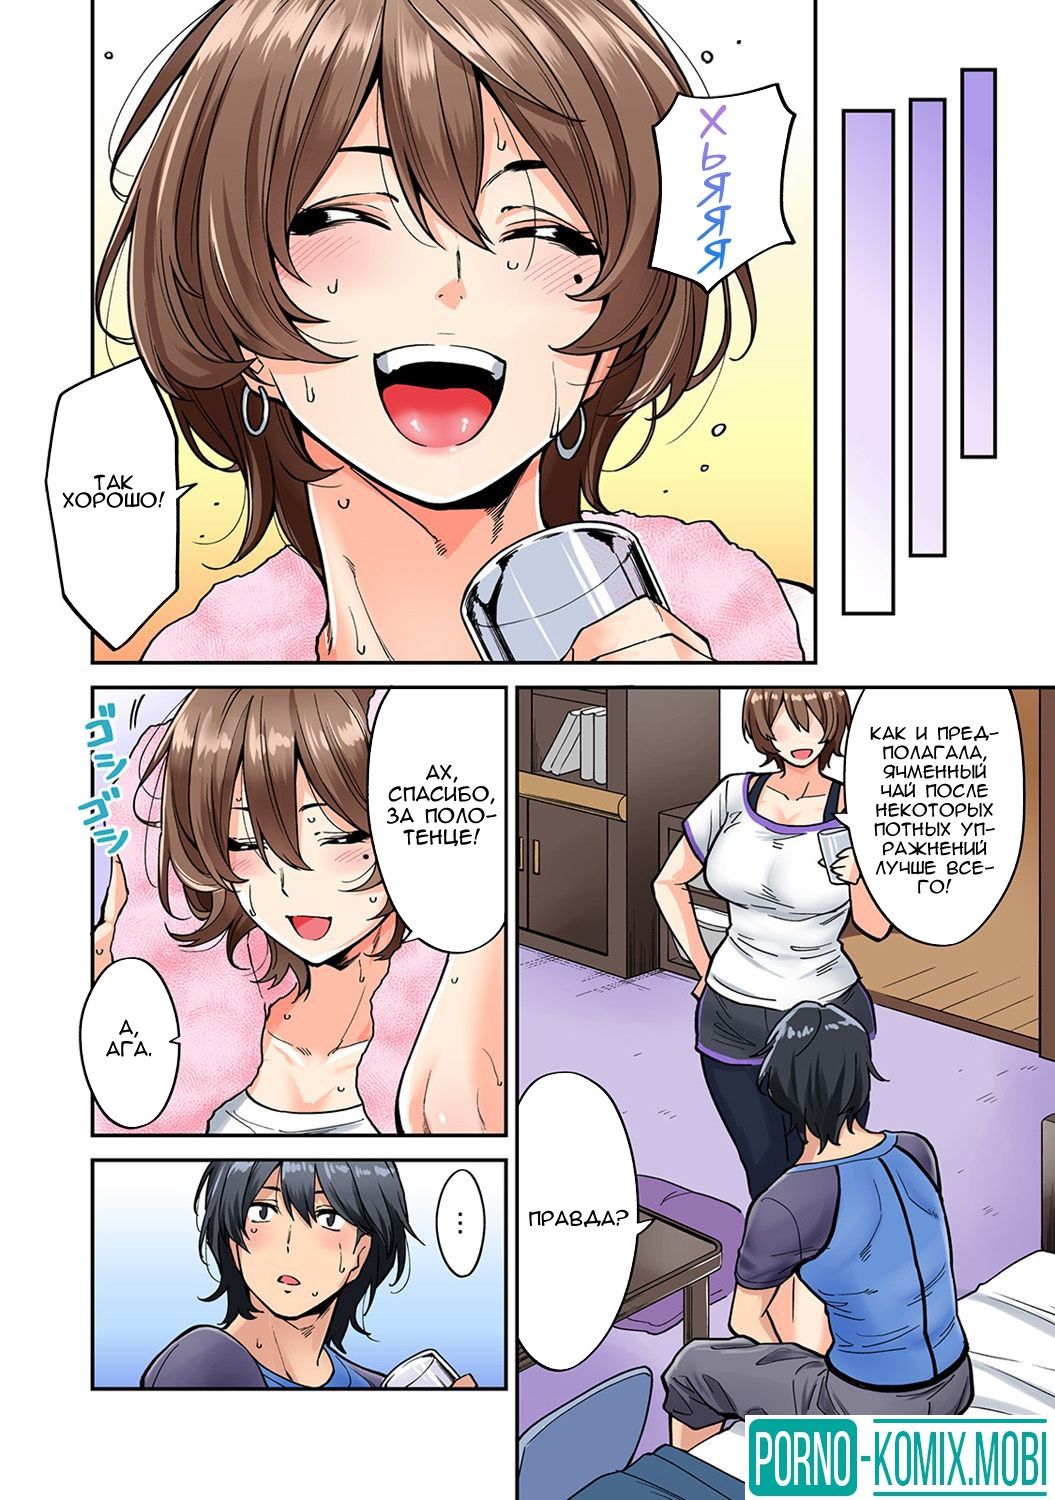 ХЬЯЯЯ
ТАК
ХОРОШО!
КАК И ПРЕД-
ПОЛАГАЛА,
ЯЧМЕННЫЙ
ЧАЙ ПОСЛЕ
НЕКОТОРЫХ
ПОТНЫХ УП-
РАЖНЕНИЙ
ЛУЧШЕ ВСЕ-
ГО!
ПРАВДА?
АХ,
СПАСИБО,
ЗА ПОЛО-
ТЕНЦЕ!
ゴシ
ゴシ
А,
АГА.
...
PORNO-KOMIX.MOBI